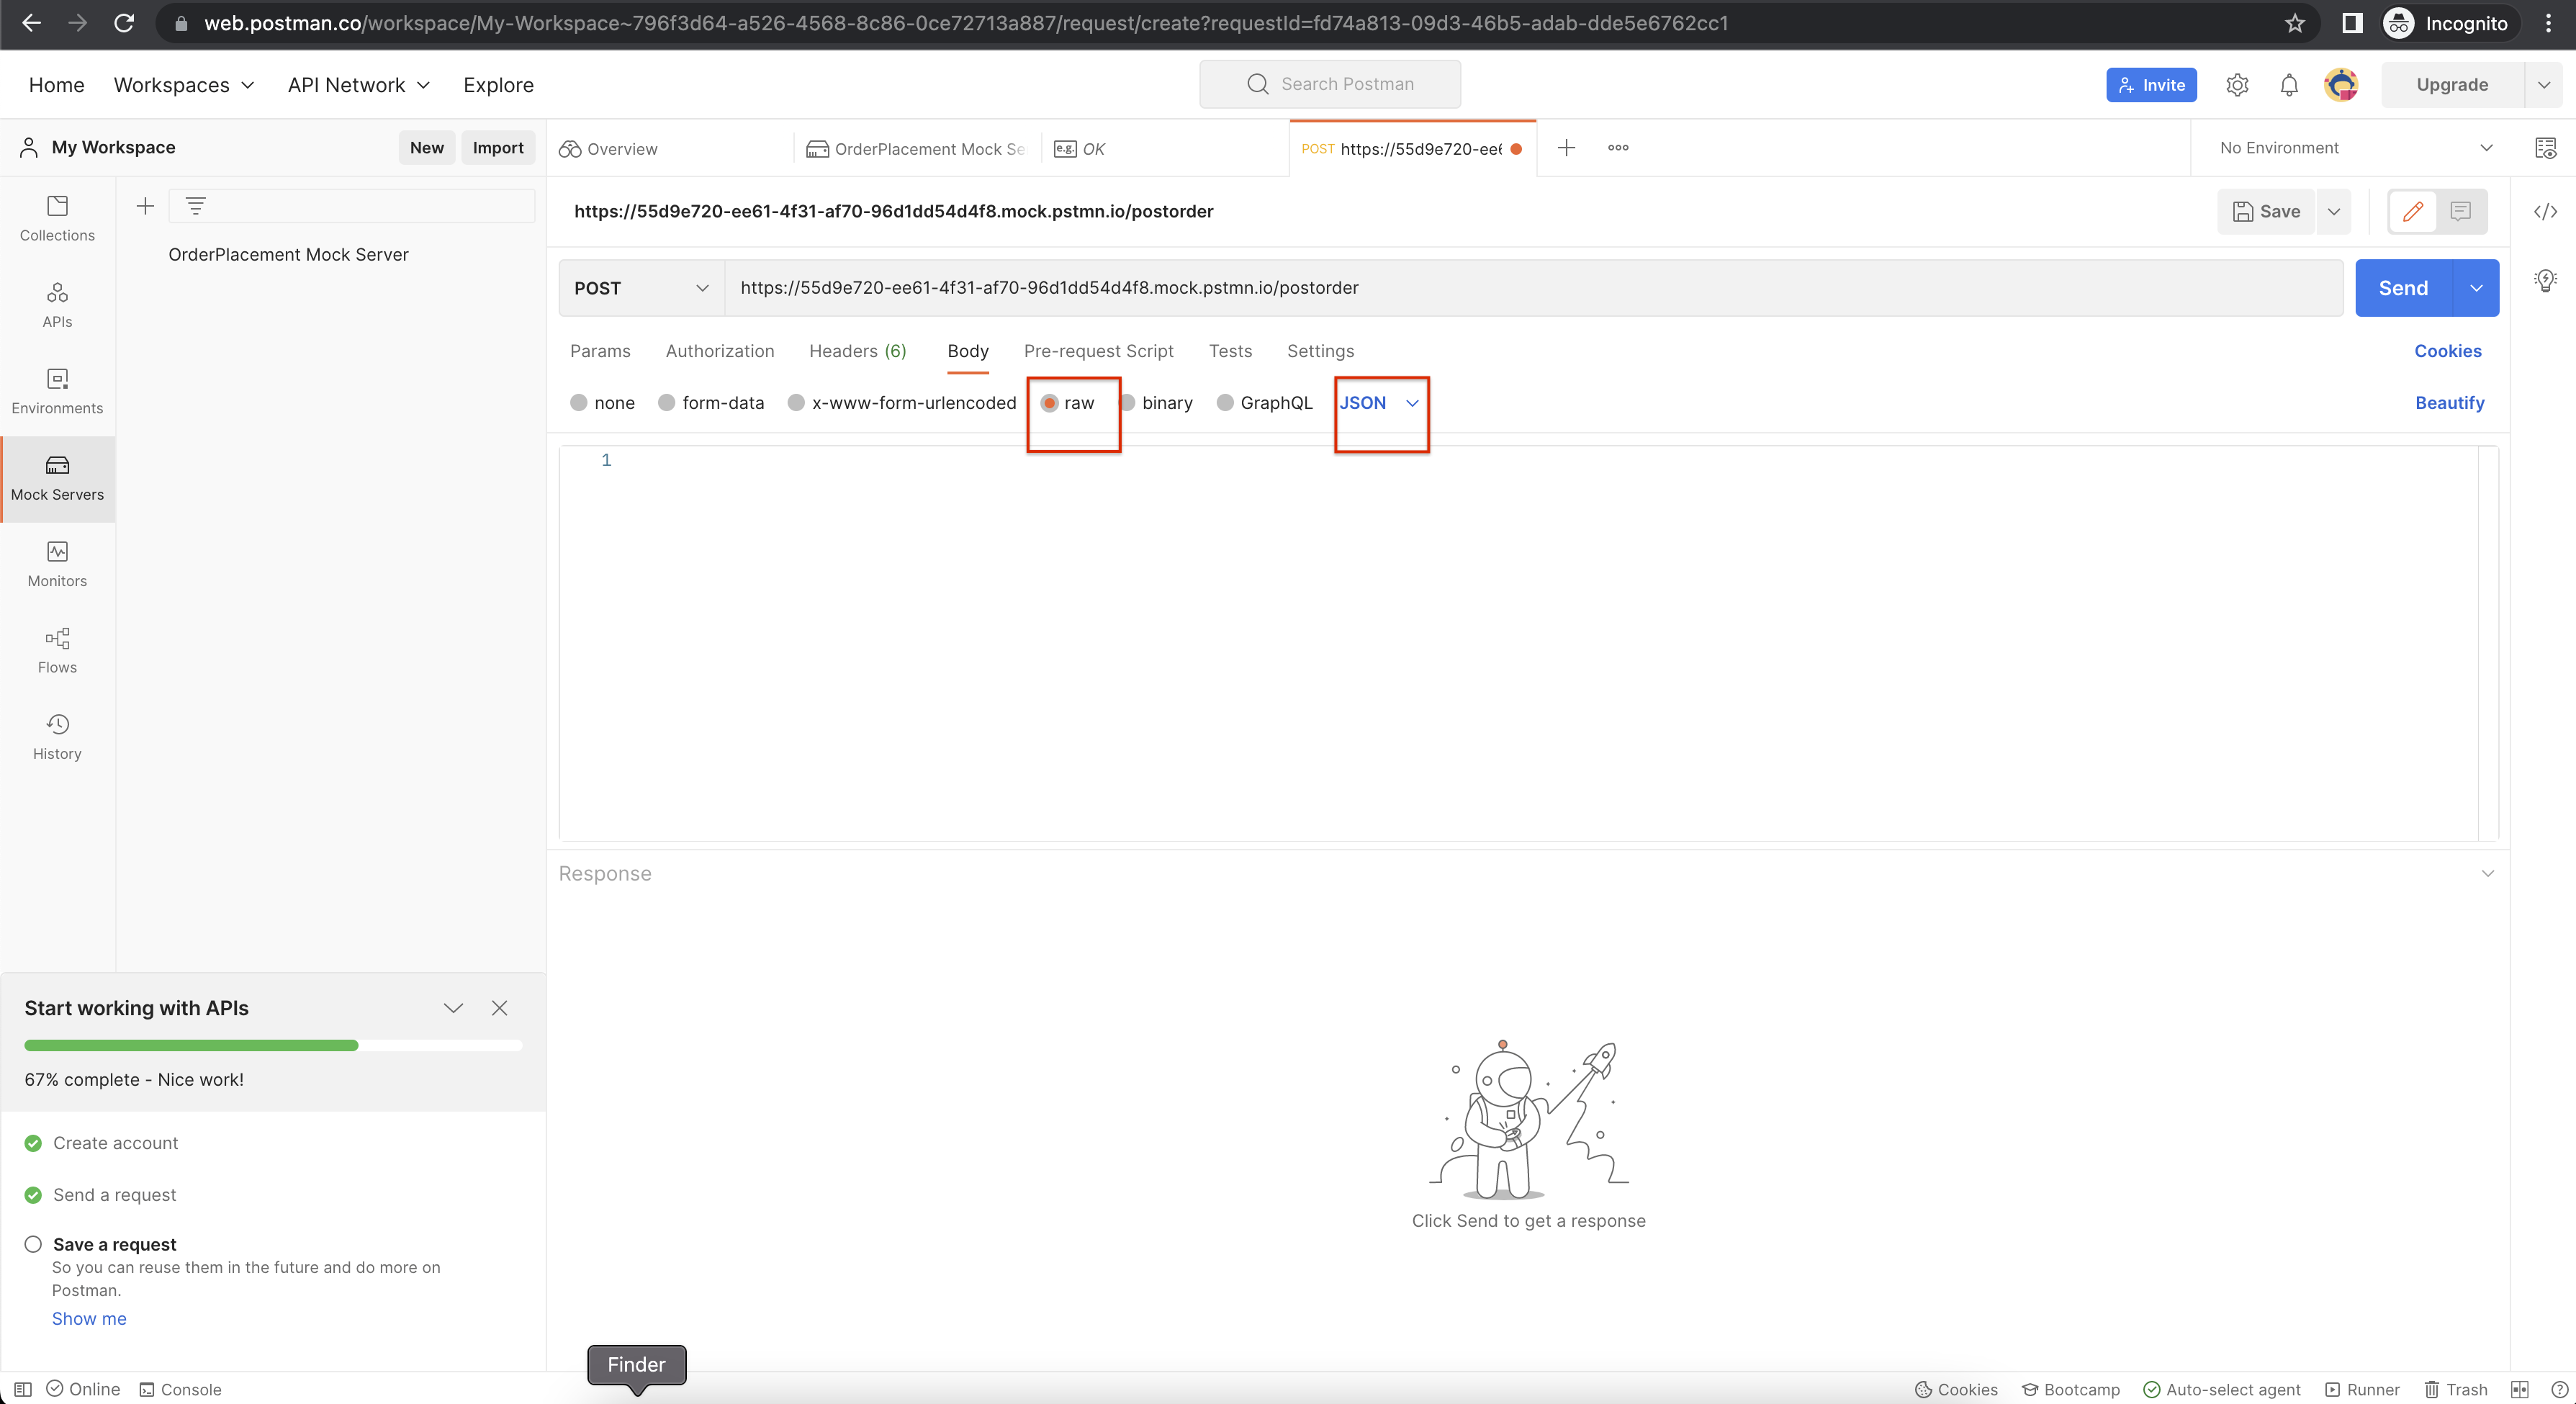 web.postman.co/workspace/My-Workspace~796f3d64-a526-4568-8c86-0ce72713a887/request/create?requestId=fd74a813-09d3-46b5-adab-dde5e6762cc1
Incognito
Home Workspaces API Network Explore
Search Postman
Invite
Upgrade
My Workspace
New Import
Overview
OrderPlacement Mock Se
e.g. OK
POST https://55d9e720-ee6
No Environment
Collections
APIs
Environments
Mock Servers
Monitors
Flows
History
OrderPlacement Mock Server
https://55d9e720-ee61-4f31-af70-96d1dd54d4f8.mock.pstmn.io/postorder
Save
POST https://55d9e720-ee61-4f31-af70-96d1dd54d4f8.mock.pstmn.io/postorder
Send
Params Authorization Headers (6) Body Pre-request Script Tests Settings
Cookies
none form-data x-www-form-urlencoded raw binary GraphQL JSON
Beautify
1
Response
Click Send to get a response
Start working with APIs
67% complete - Nice work!
Create account
Send a request
Save a request
So you can reuse them in the future and do more on
Postman.
Show me
Finder
Online Console
Cookies Bootcamp Auto-select agent Runner Trash